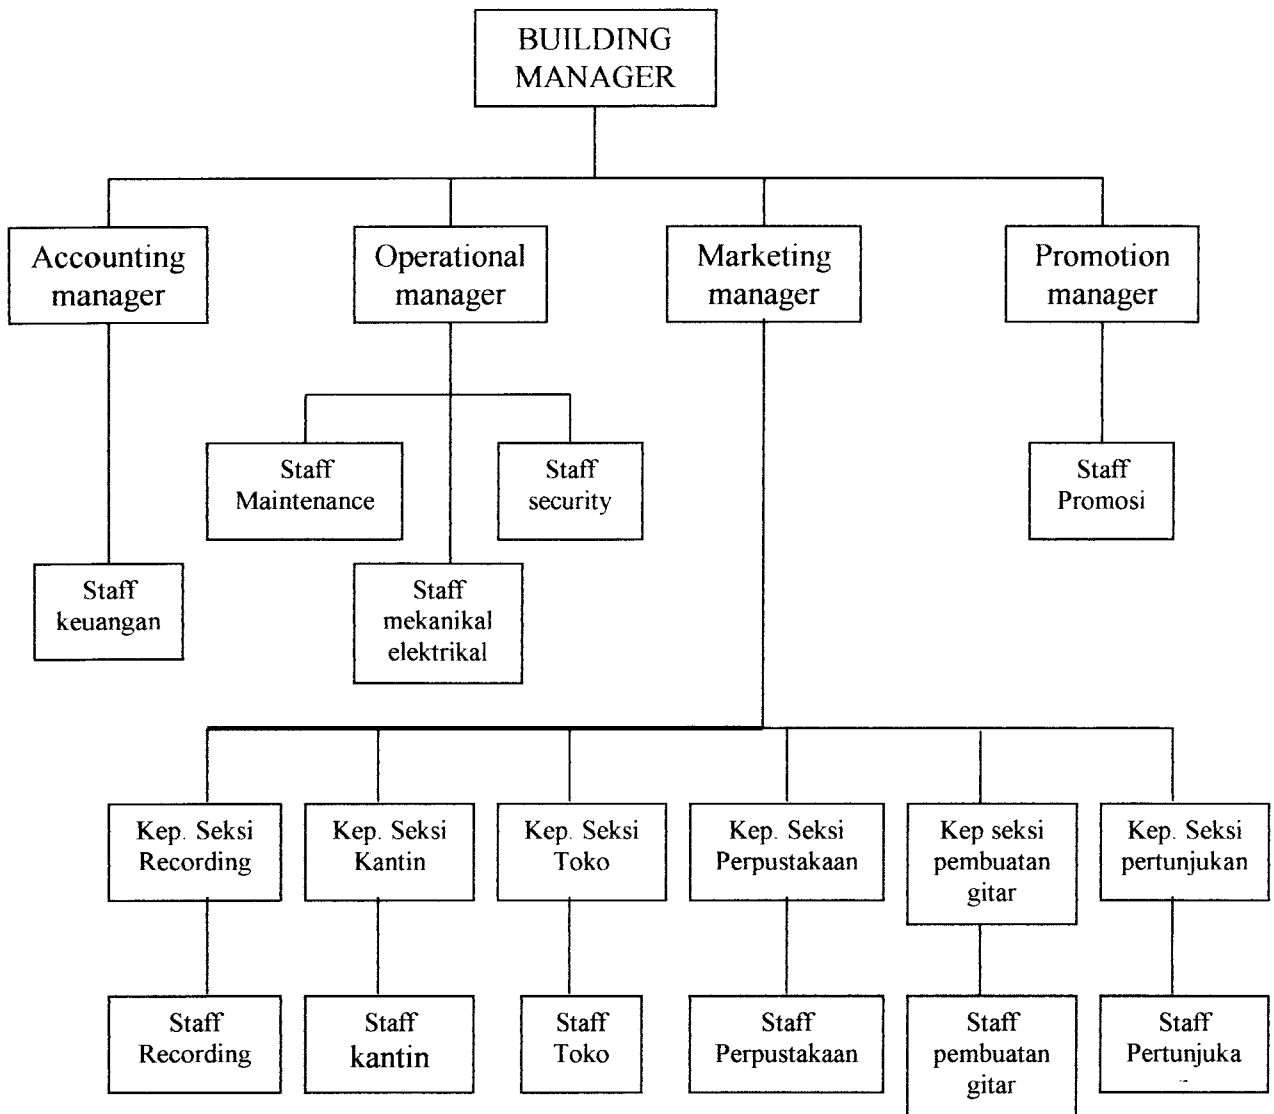 BUILDING
MANAGER
Accounting
manager
Operational
manager
Marketing
manager
Promotion
manager
Staff
Maintenance
Staff
security
Staff
Promosi
Staff
keuangan
Staff
mekanikal
elektrikal
Kep. Seksi
Recording
Kep. Seksi
Kantin
Kep. Seksi
Toko
Kep. Seksi
Perpustakaan
Kep seksi
pembuatan
gitar
Kep. Seksi
pertunjukan
Staff
Recording
Staff
kantin
Staff
Toko
Staff
Perpustakaan
Staff
pembuatan
gitar
Staff
Pertunjuka